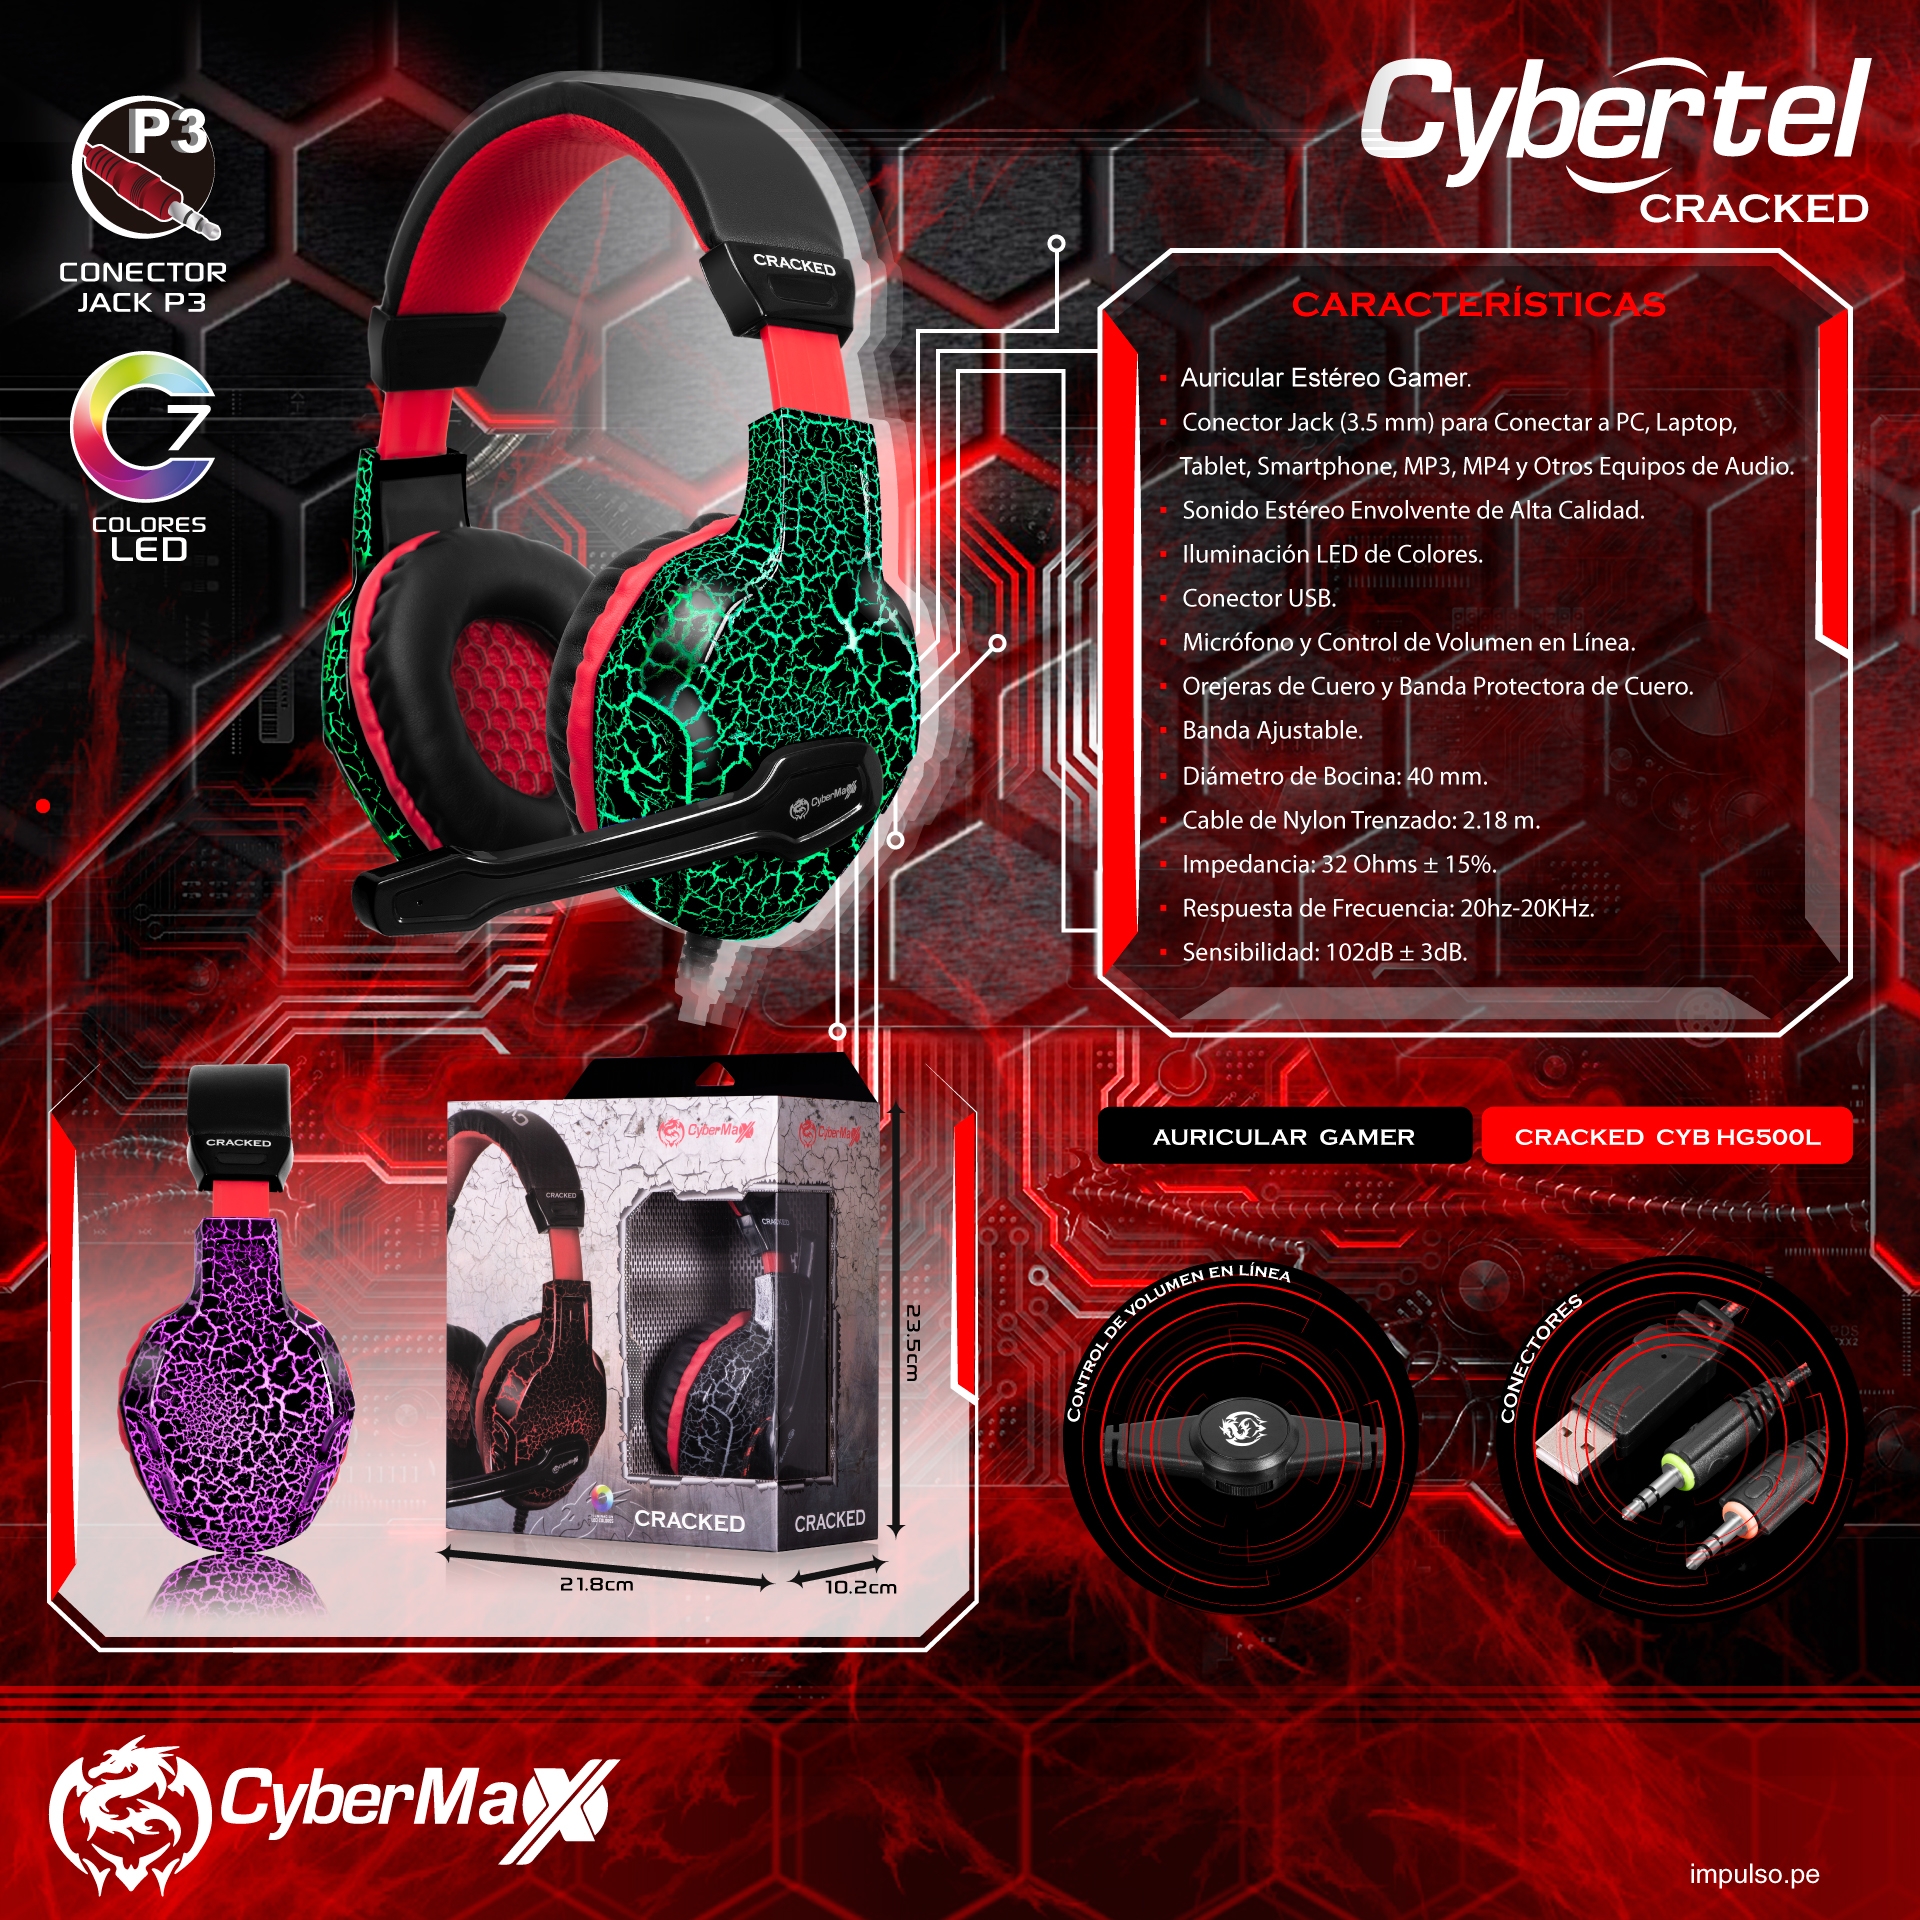 P3
CONECTOR
JACK P3
C7
COLORES
LED
Cybertel
CRACKED
CRACKED
CyberMax
CARACTERÍSTICAS
Auricular Estéreo Gamer.
Conector Jack (3.5 mm) para Conectar a PC, Laptop,
Tablet, Smartphone, MP3, MP4 y Otros Equipos de Audio.
Sonido Estéreo Envolvente de Alta Calidad.
Iluminación LED de Colores.
Conector USB.
Micrófono y Control de Volumen en Línea.
Orejeras de Cuero y Banda Protectora de Cuero.
Banda Ajustable.
Diámetro de Bocina: 40 mm.
Cable de Nylon Trenzado: 2.18 m.
Impedancia: 32 Ohms ± 15%.
Respuesta de Frecuencia: 20hz-20KHz.
Sensibilidad: 102dB ± 3dB.
CRACKED
CyberMax
CyberMax
CRACKED
CRACKED
CyberMax
CRACKED
CRACKED
23.5cm
21.8cm
10.2cm
AURICULAR GAMER
CRACKED CYB HG500L
CONTROL DE VOLUMEN EN LÍNEA
CONECTORES
CyberMax
impulso.pe